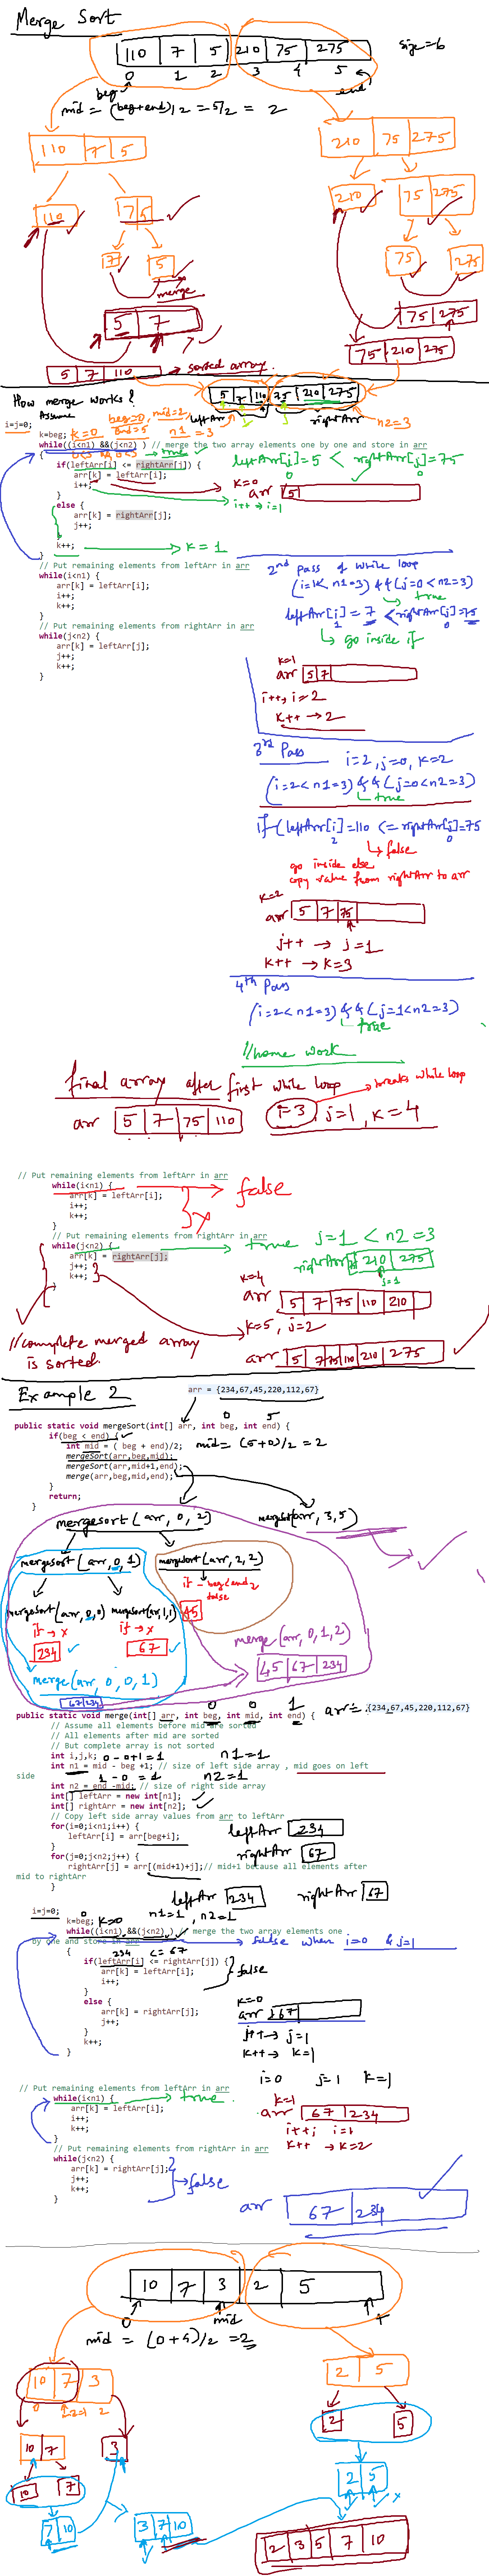 Merge Sort
110 7 5 210 75 275 size=6
0 1 2 3 4 5
beg end
mid = (beg+end)/2 = 5/2 = 2
110 7 5
210 75 275
110 7 5
210 75 275
7 5
75 275
merge
5 7
75 275
75 210 275
5 7 110 → sorted array.
5 7 110 75 210 275
How merge works?
leftArr rightArr
n2=3
Assume
i=j=0; beg=0, mid=2,
k=beg; k=0 end=5 n1=3
while((i<n1) &&(j<n2) ) // merge the two array elements one by one and store in arr
{ 0<3 && 0<3 → true
if(leftArr[i] <= rightArr[j]) {
arr[k] = leftArr[i];
i++;
}
else {
arr[k] = rightArr[j];
j++;
}
k++; → k=1
}
leftArr[i]=5 < rightArr[j]=75
0 0
k=0
arr 5
i++ → i=1
// Put remaining elements from leftArr in arr
while(i<n1) {
arr[k] = leftArr[i];
i++;
k++;
}
// Put remaining elements from rightArr in arr
while(j<n2) {
arr[k] = leftArr[j];
j++;
k++;
}
2nd pass of while loop
(i=1< n1=3) && (j=0<n2=3)
→ true
leftArr[i] = 7 < rightArr[j]=75
1 0
→ go inside if
k=1
arr 5 7
i++, i=2
k++ → 2
3rd Pass i=2, j=0, k=2
(i=2<n1=3) && (j=0<n2=3)
true
if (leftArr[i]=110 <= rightArr[j]=75
2 0
→ false
go inside else
copy value from rightArr to arr
k=2
arr 5 7 75
j++ → j=1
k++ → k=3
4th Pass
(i=2<n1=3) && (j=1<n2=3)
true
//home work
final array after first while loop
breaks while loop
arr 5 7 75 110 i=3 j=1, k=4
// Put remaining elements from leftArr in arr
while(i<n1) { → false
arr[k] = leftArr[i];
i++;
k++;
}
// Put remaining elements from rightArr in arr
while(j<n2) { → true j=1 < n2=3
arr[k] = rightArr[j]; rightArr 210 275
j++; j=1
k++;
}
k=4
arr 5 7 75 110 210
k=5, j=2
arr 5 7 75 110 210 275
//complete merged array
is sorted.
Example 2
arr = {234,67,45,220,112,67}
0 5
public static void mergeSort(int[] arr, int beg, int end) {
if(beg < end) {
int mid = ( beg + end)/2; mid= (5+0)/2 = 2
mergeSort(arr,beg,mid);
mergeSort(arr,mid+1,end);
merge(arr,beg,mid,end);
}
return;
}
mergesort(arr, 0, 2) mergesort(arr, 3,5)
mergesort(arr,0,1) mergesort(arr,2,2)
if - beg<end
false
mergesort(arr,0,0) mergesort(arr,1,1) 45
if → x if → x
234 67
merge(arr,0,1,2)
45 67 234
merge(arr, 0, 0, 1)
67 234
0 0 1 arr= {234,67,45,220,112,67}
public static void merge(int[] arr, int beg, int mid, int end) {
// Assume all elements before mid are sorted
// All elements after mid are sorted
// But complete array is not sorted
int i,j,k; 0-0+1=1 n1=1
int n1 = mid - beg +1; // size of left side array , mid goes on left
side 1-0 = 1 n2=1
int n2 = end -mid; // size of right side array
int[] leftArr = new int[n1];
int[] rightArr = new int[n2];
// Copy left side array values from arr to leftArr
for(i=0;i<n1;i++) {
leftArr[i] = arr[beg+i]; leftArr 234
} rightArr 67
for(j=0;j<n2;j++) {
rightArr[j] = arr[(mid+1)+j];// mid+1 because all elements after
mid to rightArr
}
leftArr 234 rightArr 67
i=j=0; 0 n1=1, n2=1
k=beg; k=0
while((i<n1) &&(j<n2) ) // merge the two array elements one
by one and store in arr → false when i=0 & j=1
{ 234 <= 67
if(leftArr[i] <= rightArr[j]) {
arr[k] = leftArr[i]; false
i++;
}
else {
arr[k] = rightArr[j];
j++;
}
k++;
}
k=0
arr 67
j++ → j=1
k++ → k=1
i=0 j=1 k=1
// Put remaining elements from leftArr in arr
while(i<n1) { → true.
arr[k] = leftArr[i];
i++;
k++;
}
k=1
arr 67 234
i++; i=1
k++ → k=2
// Put remaining elements from rightArr in arr
while(j<n2) {
arr[k] = rightArr[j]; → false
j++;
k++;
}
arr 67 234
10 7 3 2 5
0 mid 4
mid = (0+4)/2 = 2
10 7 3
0 1 2
2 5
10 7 3
2 5
10 7
2 5
7 10
3 7 10
2 3 5 7 10